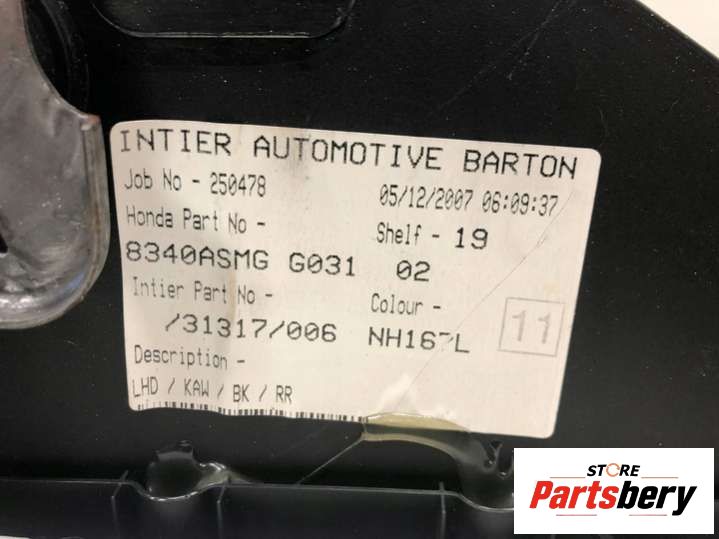 INTIER AUTOMOTIVE BARTON
Job No - 250478 05/12/2007 06:09:37
Honda Part No - Shelf - 19
8340ASMG G031 02
Intier Part No - Colour -
/31317/006 NH167L 11
Description -
LHD / KAW / BK / RR
STORE
Partsbery